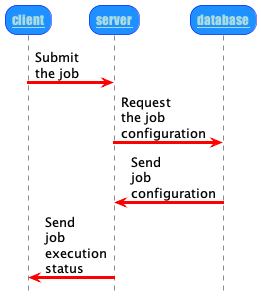 client
server
database
Submit
the job
Request
the job
configuration
Send
job
configuration
Send
job
execution
status